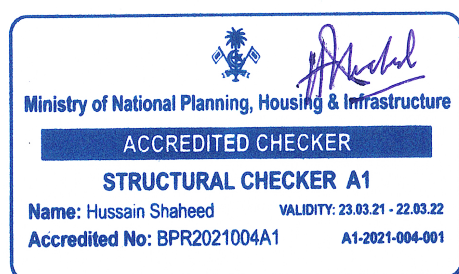 Ministry of National Planning, Housing & Infrastructure
ACCREDITED CHECKER
STRUCTURAL CHECKER A1
Name: Hussain Shaheed VALIDITY: 23.03.21 - 22.03.22
Accredited No: BPR2021004A1 A1-2021-004-001